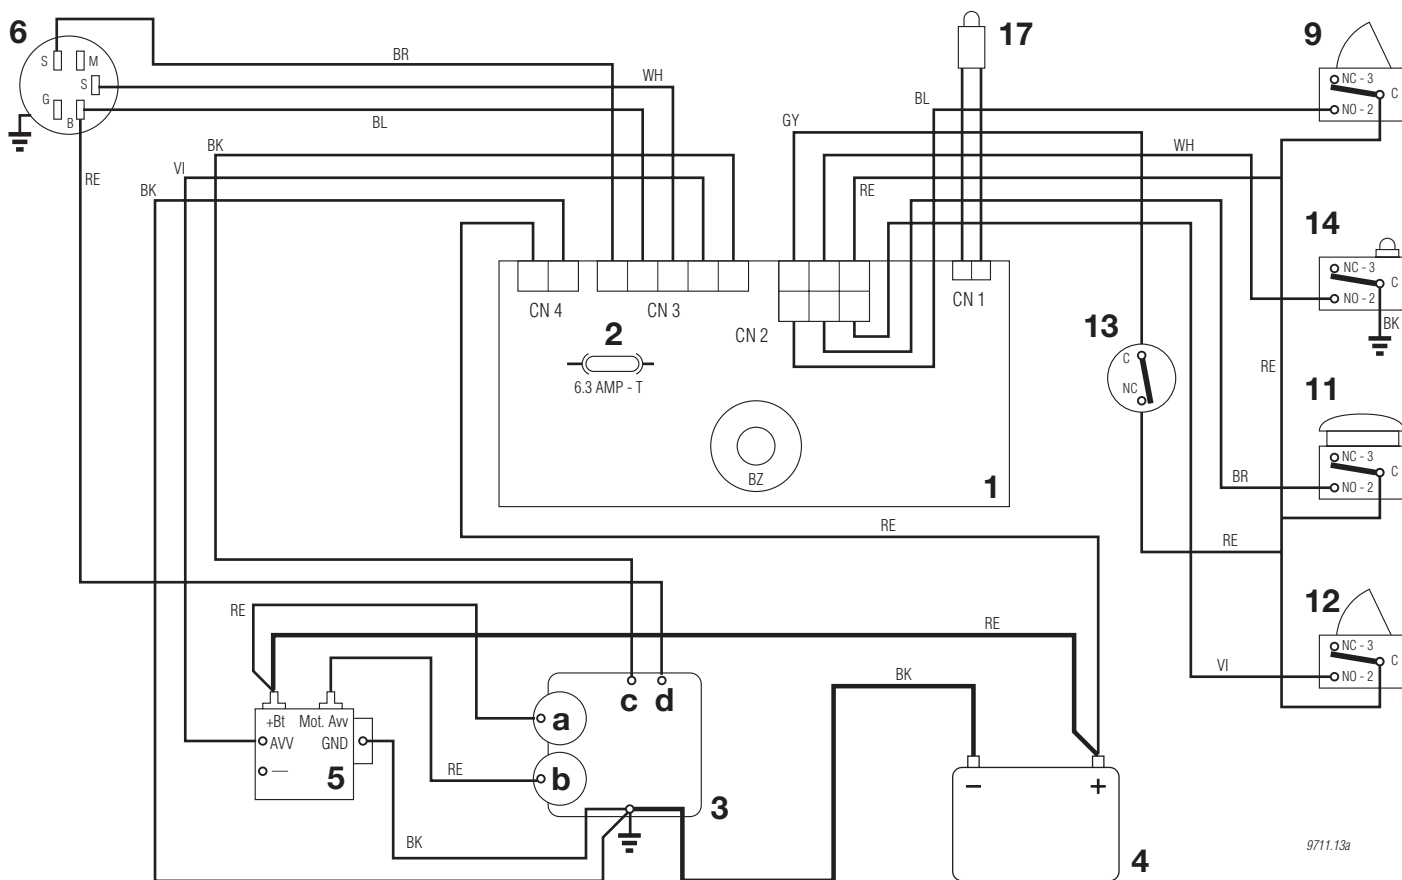 6
17
9
S
M
S
G
B
BR
WH
BL
NC - 3
C
NO - 2
BL
GY
WH
BK
VI
BK
RE
RE
14
NC - 3
C
NO - 2
BK
CN 4
CN 3
CN 2
CN 1
2
6.3 AMP - T
13
C
NC
RE
11
NC - 3
C
NO - 2
BR
BZ
1
RE
RE
12
NC - 3
C
NO - 2
VI
RE
RE
BK
c
d
a
b
+Bt
Mot. Avv
AVV
GND
5
RE
3
BK
−
+
4
9711.13a